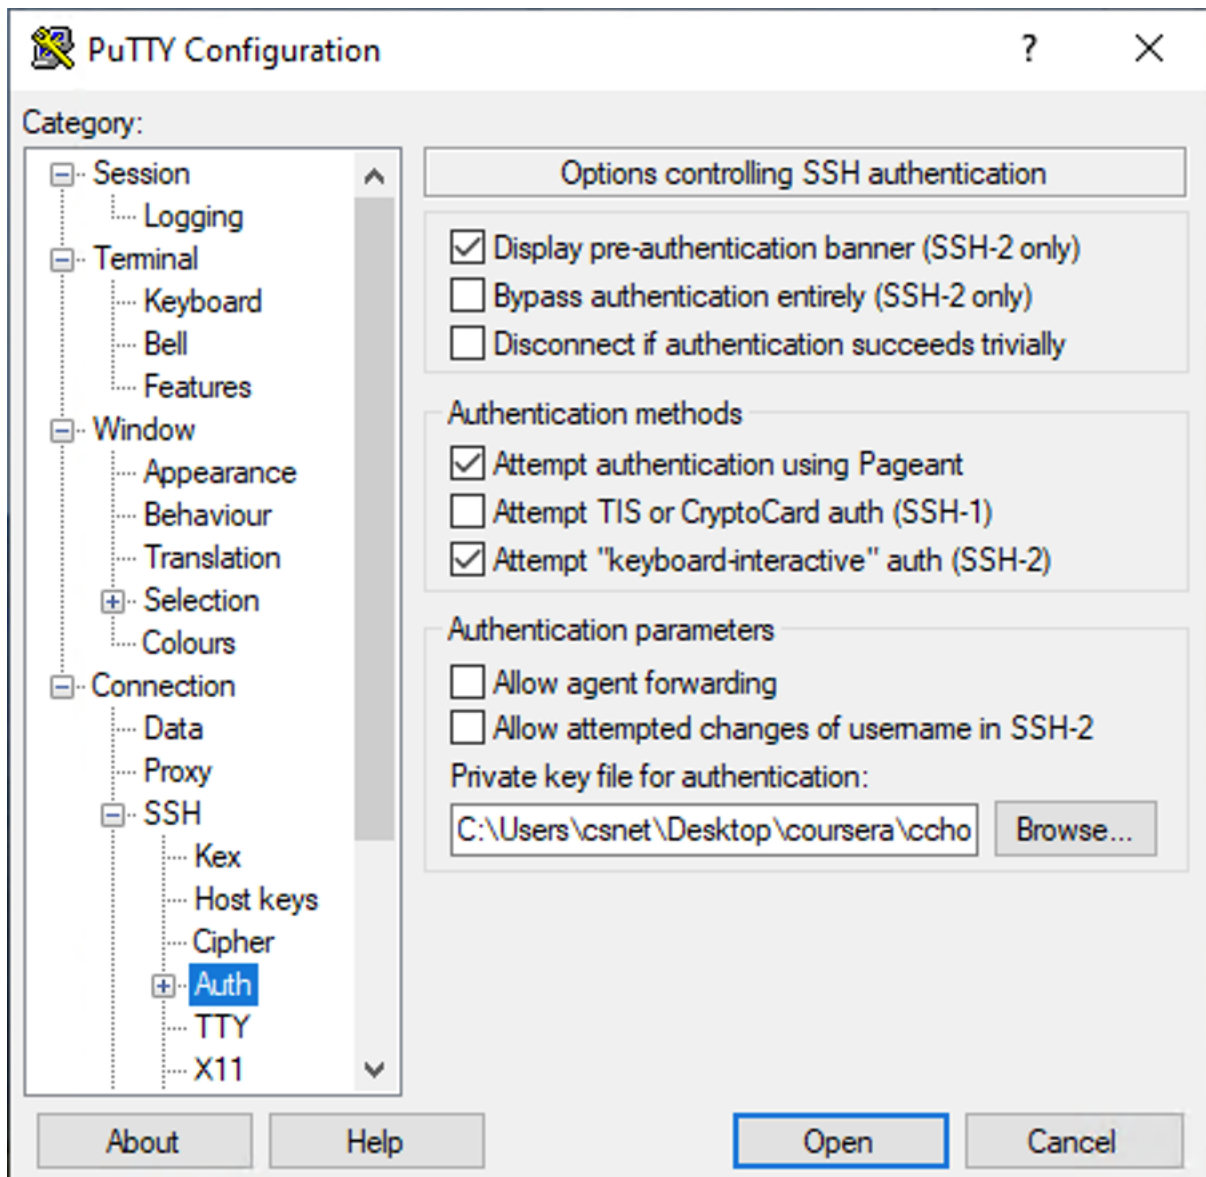 PuTTY Configuration
?
Category:
Session
Logging
Terminal
Keyboard
Bell
Features
Window
Appearance
Behaviour
Translation
Selection
Colours
Connection
Data
Proxy
SSH
Kex
Host keys
Cipher
Auth
TTY
X11
Options controlling SSH authentication
Display pre-authentication banner (SSH-2 only)
Bypass authentication entirely (SSH-2 only)
Disconnect if authentication succeeds trivially
Authentication methods
Attempt authentication using Pageant
Attempt TIS or CryptoCard auth (SSH-1)
Attempt "keyboard-interactive" auth (SSH-2)
Authentication parameters
Allow agent forwarding
Allow attempted changes of username in SSH-2
Private key file for authentication:
C:\Users\csnet\Desktop\coursera\ccho
Browse...
About
Help
Open
Cancel